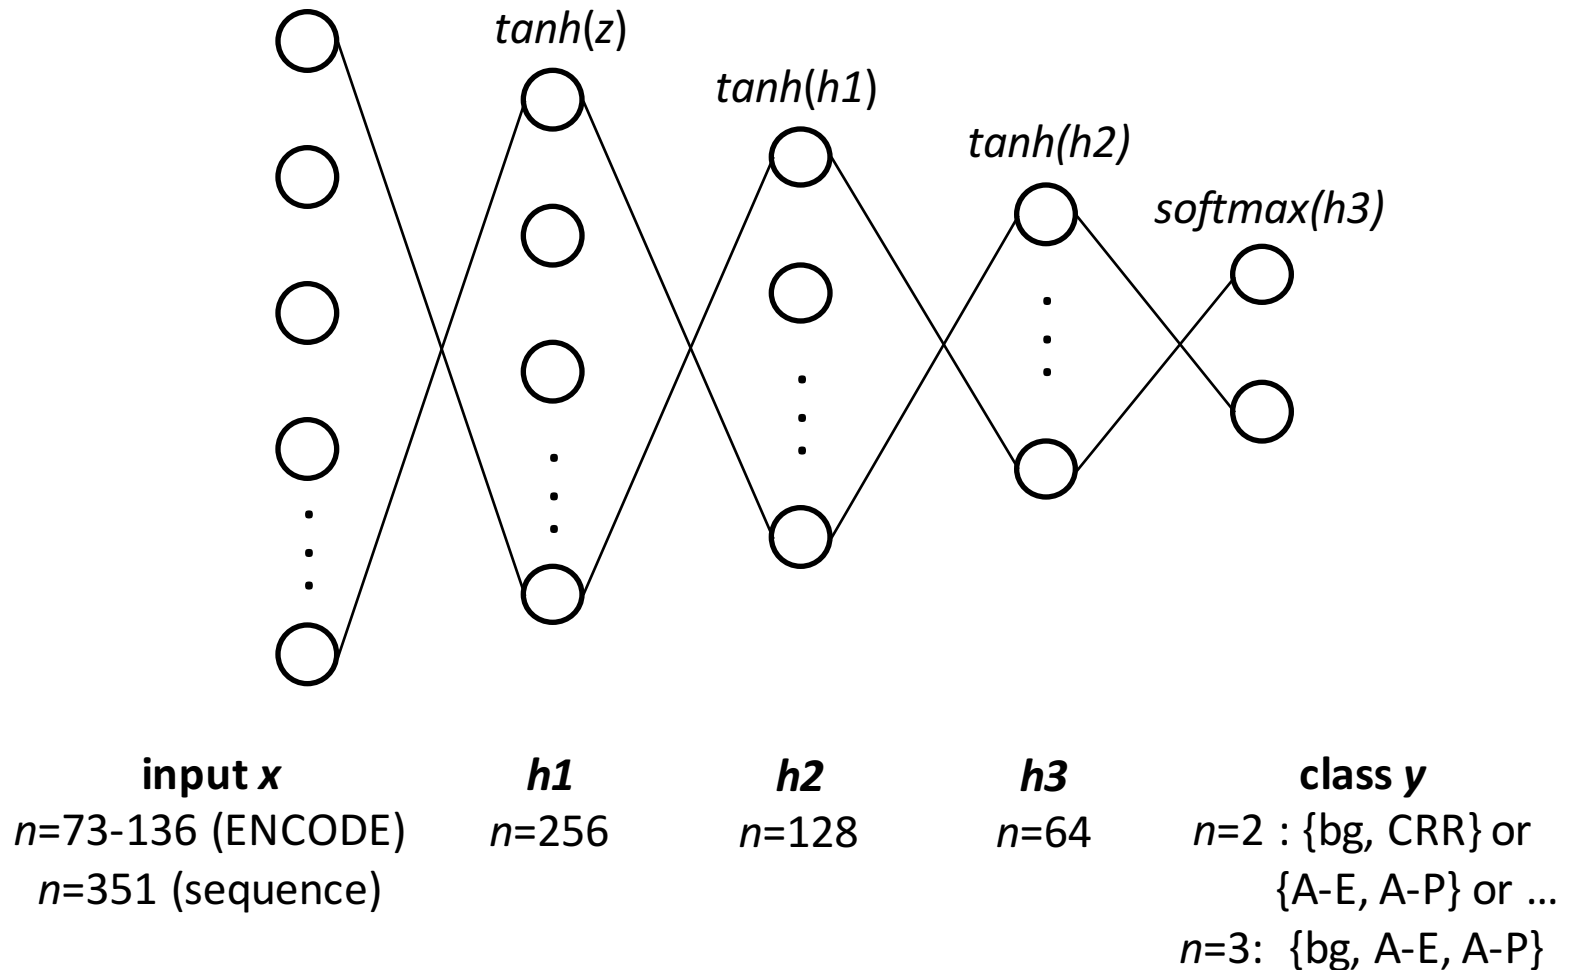 tanh(z)
tanh(h1)
tanh(h2)
softmax(h3)
input x
n=73-136 (ENCODE)
n=351 (sequence)
h1
n=256
h2
n=128
h3
n=64
class y
n=2 : {bg, CRR} or
{A-E, A-P} or ...
n=3: {bg, A-E, A-P}